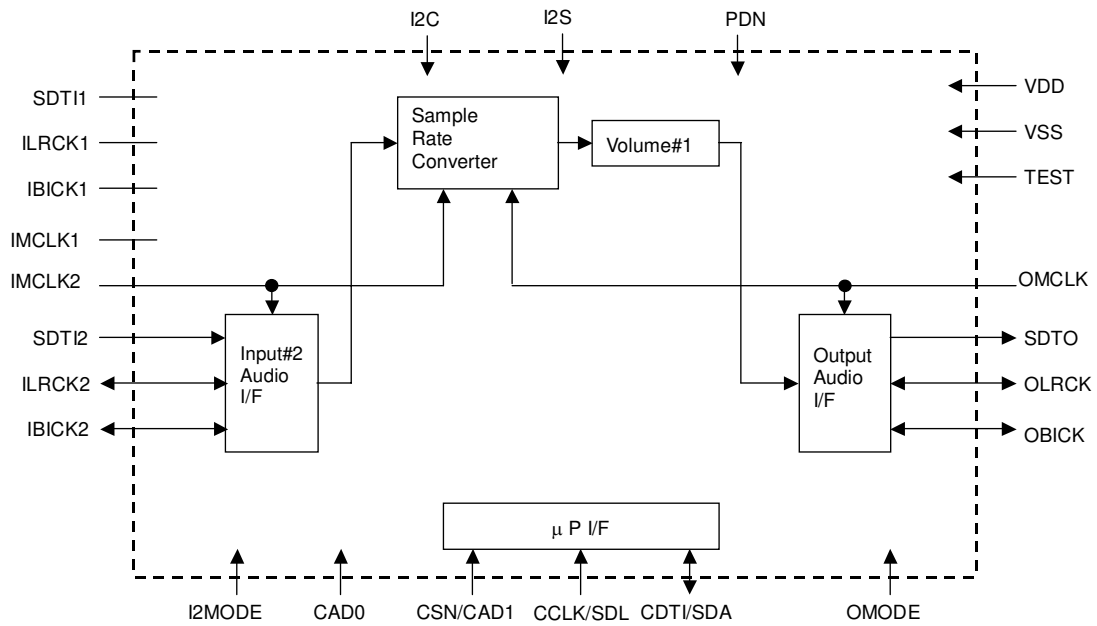 I2C
I2S
PDN
SDTI1
ILRCK1
IBICK1
IMCLK1
IMCLK2
SDTI2
ILRCK2
IBICK2
Sample
Rate
Converter
Volume#1
VDD
VSS
TEST
OMCLK
SDTO
OLRCK
OBICK
Input#2
Audio
I/F
Output
Audio
I/F
μ P I/F
I2MODE
CAD0
CSN/CAD1
CCLK/SDL
CDTI/SDA
OMODE